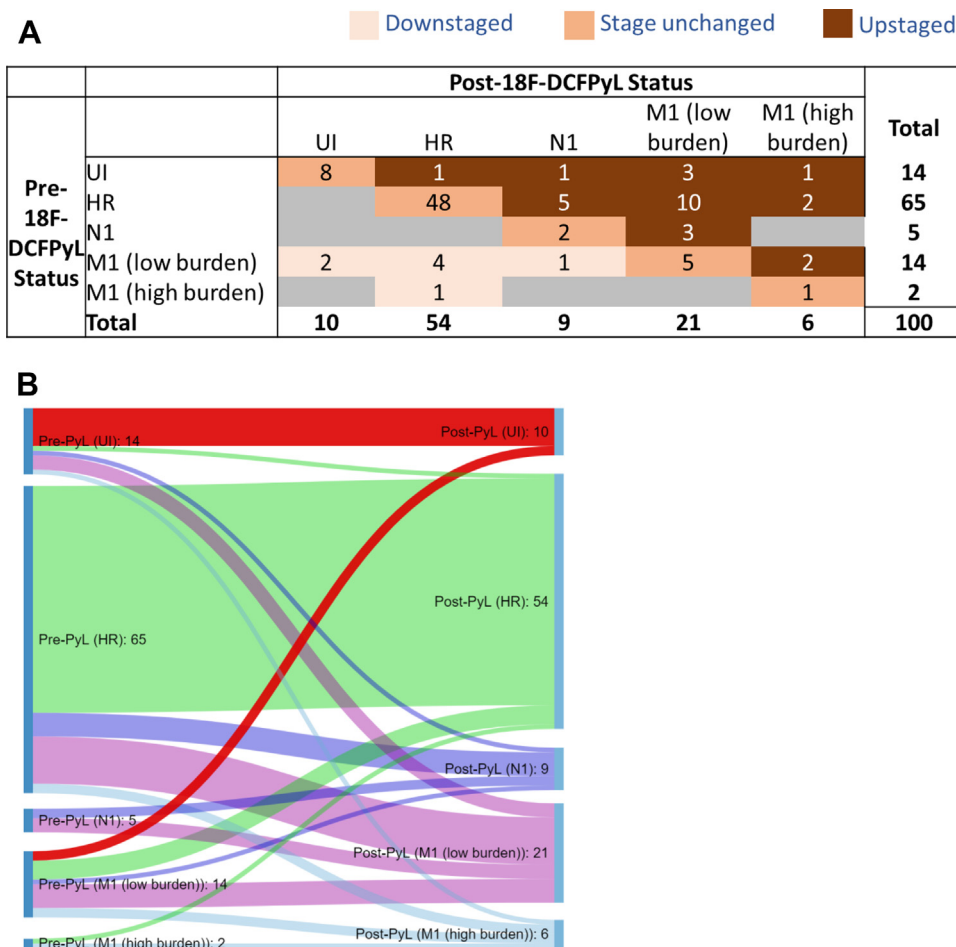 A
Downstaged Stage unchanged Upstaged
Post-18F-DCFPyL Status
UI HR N1 M1 (low burden) M1 (high burden) Total
Pre-18F-DCFPyL Status
UI 8 1 1 3 1 14
HR 48 5 10 2 65
N1 2 3 5
M1 (low burden) 2 4 1 5 2 14
M1 (high burden) 1 1 2
Total 10 54 9 21 6 100
B
Pre-PyL (UI): 14
Post-PyL (UI): 10
Pre-PyL (HR): 65
Post-PyL (HR): 54
Post-PyL (N1): 9
Pre-PyL (N1): 5
Post-PyL (M1 (low burden)): 21
Pre-PyL (M1 (low burden)): 14
Post-PyL (M1 (high burden)): 6
Pre-PyL (M1 (high burden)): 2